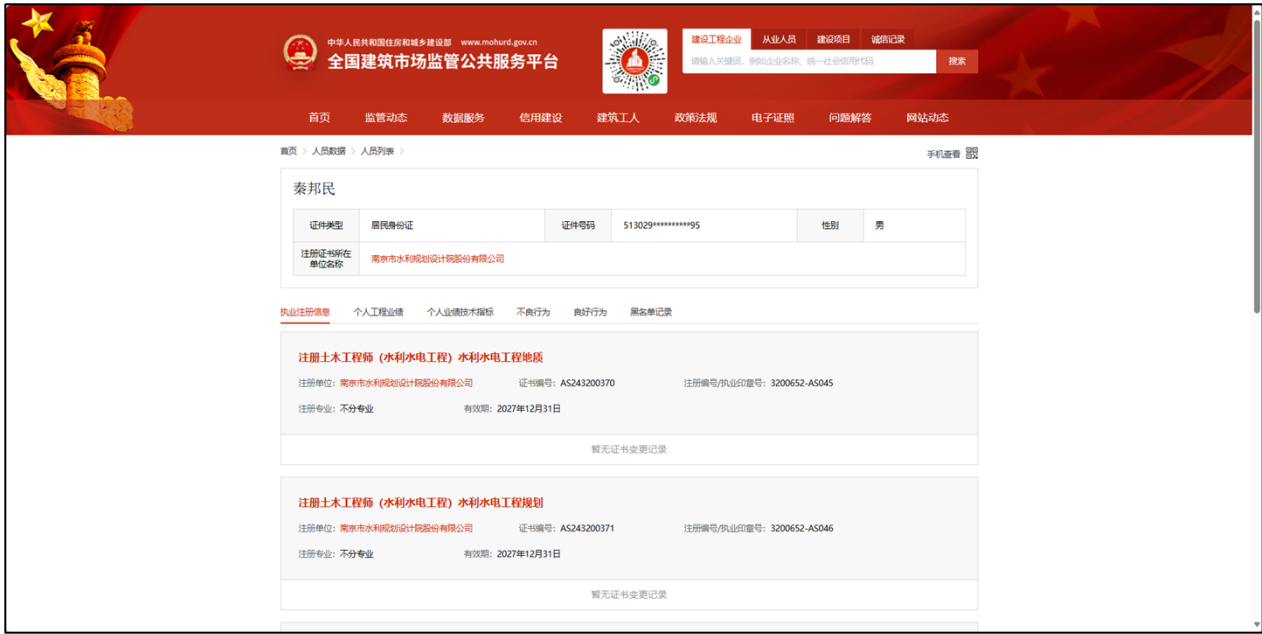 中华人民共和国住房和城乡建设部 www.mohurd.gov.cn
全国建筑市场监管公共服务平台
建设工程企业 从业人员 建设项目 诚信记录
请输入关键词，例如企业名称、统一社会信用代码 搜索
首页 监管动态 数据服务 信用建设 建筑工人 政策法规 电子证照 问题解答 网站动态
首页 > 人员数据 > 人员列表 >
手机查看
秦邦民
证件类型 居民身份证 证件号码 513029**********95 性别 男
注册证书所在单位名称 南京市水利规划设计院股份有限公司
执业注册信息 个人工程业绩 个人业绩技术指标 不良行为 良好行为 黑名单记录
注册土木工程师（水利水电工程）水利水电工程地质
注册单位：南京市水利规划设计院股份有限公司 证书编号：AS243200370 注册编号/执业印章号：3200652-AS045
注册专业：不分专业 有效期：2027年12月31日
暂无证书变更记录
注册土木工程师（水利水电工程）水利水电工程规划
注册单位：南京市水利规划设计院股份有限公司 证书编号：AS243200371 注册编号/执业印章号：3200652-AS046
注册专业：不分专业 有效期：2027年12月31日
暂无证书变更记录